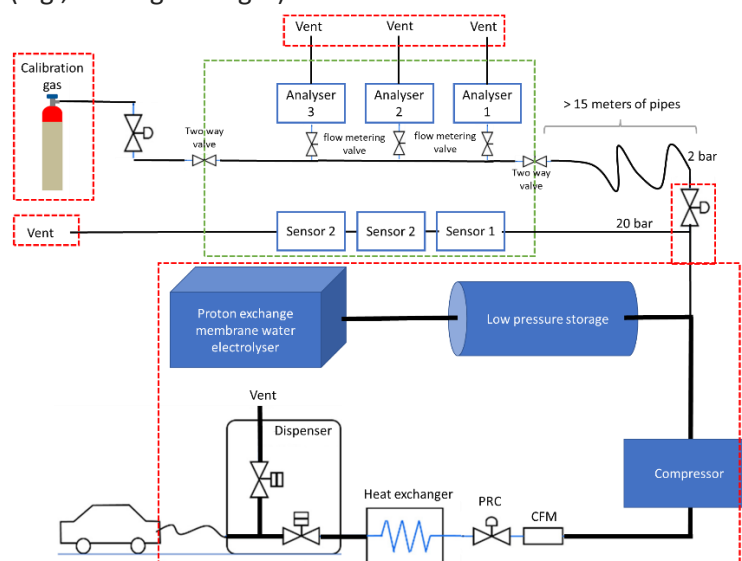 Vent Vent Vent
Calibration
gas
Analyser
3
Analyser
2
Analyser
1
> 15 meters of pipes
Two way
valve
flow metering
valve
flow metering
valve
Two way
valve
2 bar
20 bar
Vent
Sensor 2
Sensor 2
Sensor 1
Proton exchange
membrane water
electrolyser
Low pressure storage
Vent
Dispenser
Compressor
Heat exchanger
PRC
CFM